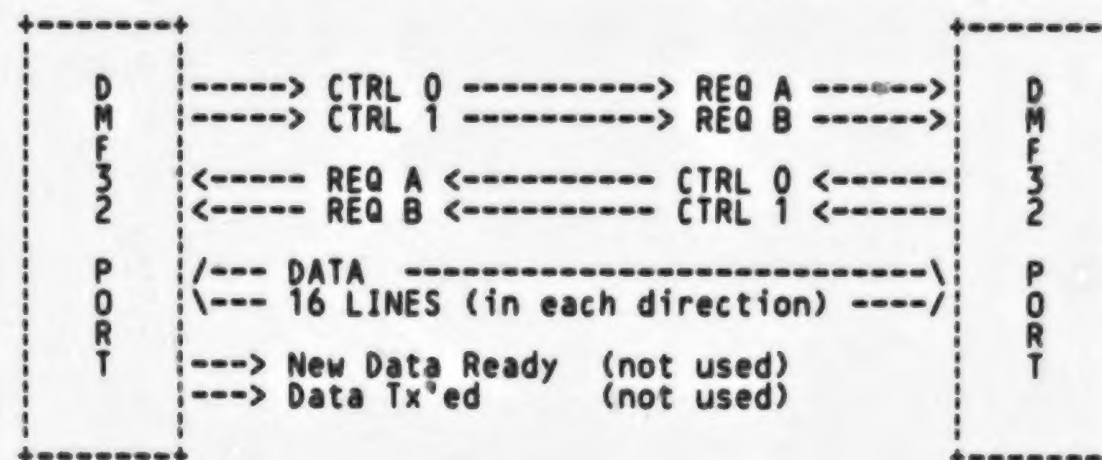 +--------+ +--------
D -----> CTRL 0 ----------> REQ A ------> D
M -----> CTRL 1 ----------> REQ B ------> M
F F
3 <----- REQ A <---------- CTRL 0 <------ 3
2 <----- REQ B <---------- CTRL 1 <------ 2
P /--- DATA --------------------------\ P
O \--- 16 LINES (in each direction) ----/ O
R R
T ---> New Data Ready (not used) T
---> Data Tx'ed (not used)
+--------+ +--------